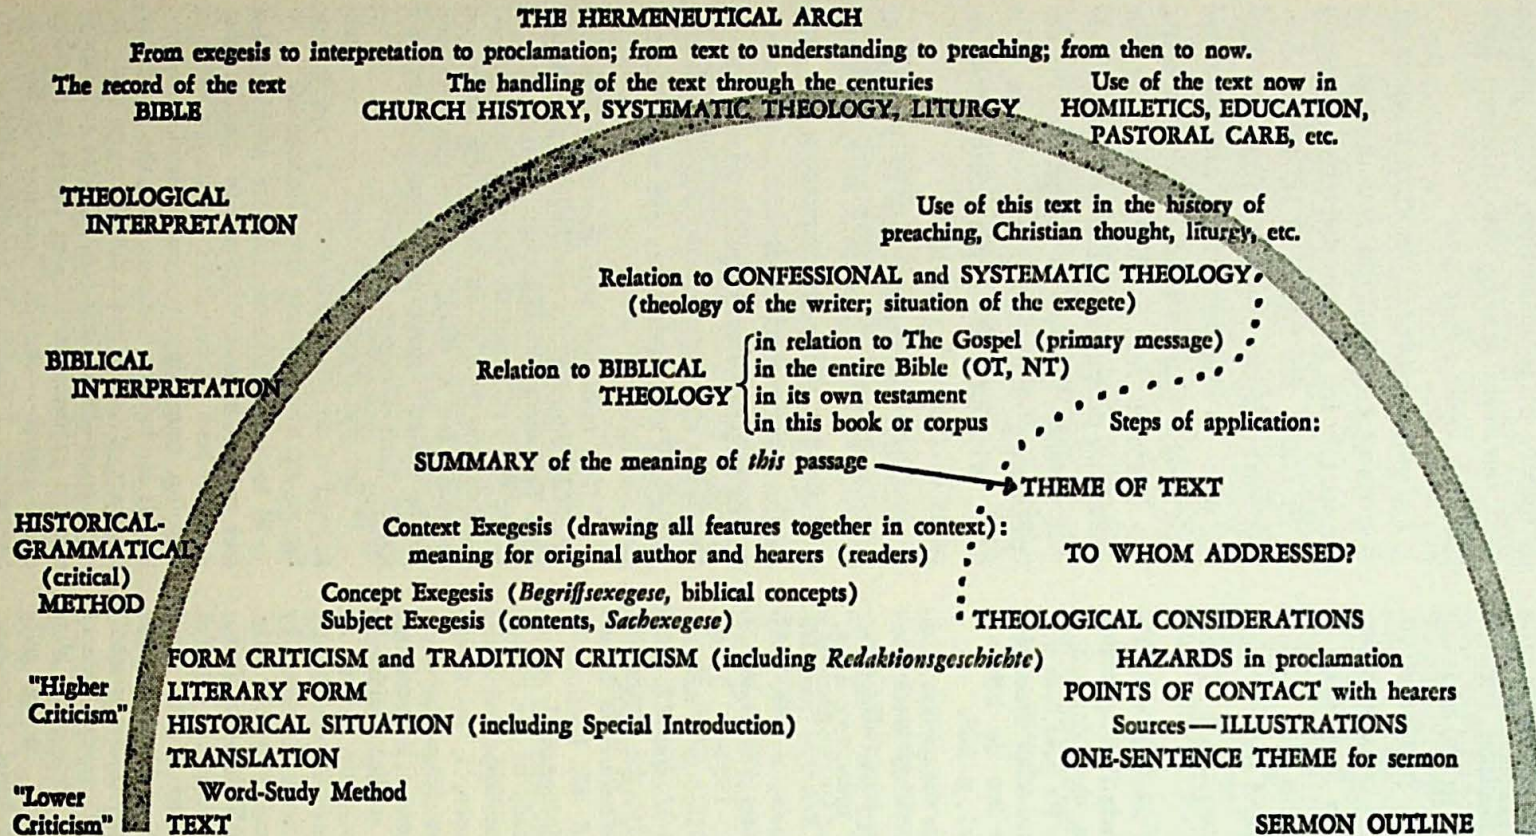 THE HERMENEUTICAL ARCH
From exegesis to interpretation to proclamation; from text to understanding to preaching; from then to now.
The record of the text
BIBLE
The handling of the text through the centuries
CHURCH HISTORY, SYSTEMATIC THEOLOGY, LITURGY
Use of the text now in
HOMILETICS, EDUCATION,
PASTORAL CARE, etc.
THEOLOGICAL
INTERPRETATION
Use of this text in the history of
preaching, Christian thought, liturgy, etc.
Relation to CONFESSIONAL and SYSTEMATIC THEOLOGY
(theology of the writer; situation of the exegete)
BIBLICAL
INTERPRETATION
Relation to BIBLICAL
THEOLOGY
in relation to The Gospel (primary message)
in the entire Bible (OT, NT)
in its own testament
in this book or corpus
Steps of application:
SUMMARY of the meaning of this passage
THEME OF TEXT
HISTORICAL-
GRAMMATICAL
(critical)
METHOD
Context Exegesis (drawing all features together in context):
meaning for original author and hearers (readers)
TO WHOM ADDRESSED?
Concept Exegesis (Begriffsexegese, biblical concepts)
Subject Exegesis (contents, Sachexegese)
THEOLOGICAL CONSIDERATIONS
FORM CRITICISM and TRADITION CRITICISM (including Redaktionsgeschichte)
HAZARDS in proclamation
"Higher
Criticism"
LITERARY FORM
POINTS OF CONTACT with hearers
HISTORICAL SITUATION (including Special Introduction)
Sources—ILLUSTRATIONS
TRANSLATION
ONE-SENTENCE THEME for sermon
Word-Study Method
"Lower
Criticism"
TEXT
SERMON OUTLINE